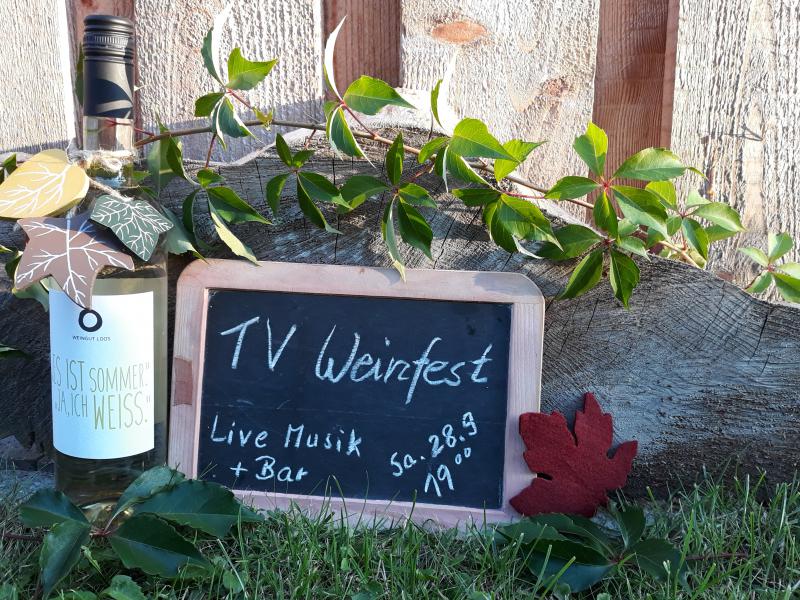 WEINGUT LOOS
ES IST SOMMER."
"JA, ICH WEISS."
TV Weinfest
Live Musik
+ Bar
Sa. 28.9
19⁰⁰